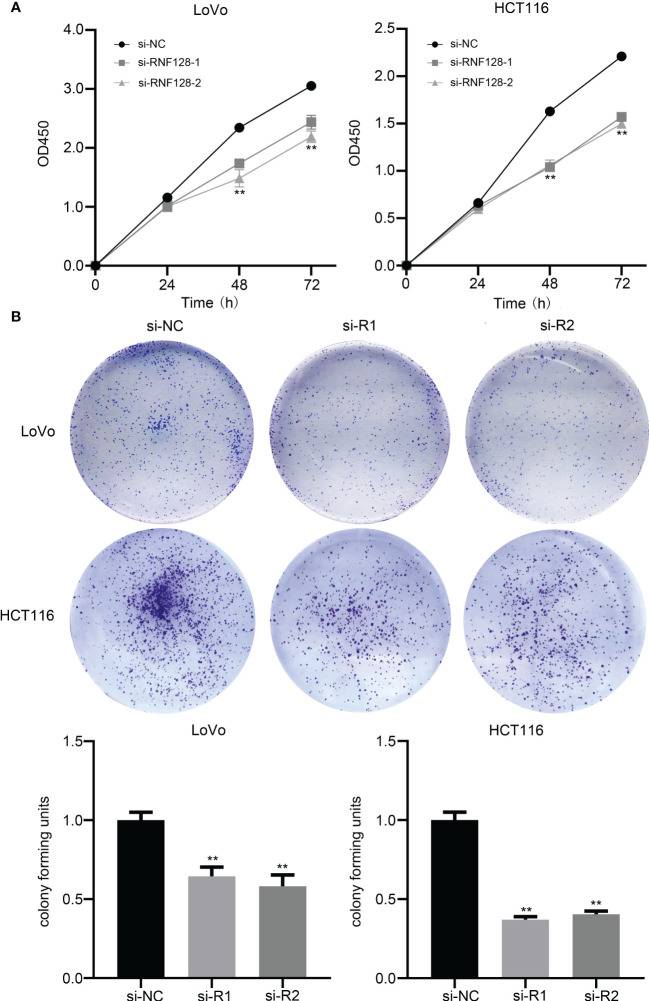 A
LoVo
HCT116
si-NC
si-RNF128-1
si-RNF128-2
si-NC
si-RNF128-1
si-RNF128-2
OD450
4.0
3.0
2.0
1.0
0.0
**
**
0
24
48
72
Time (h)
OD450
2.5
2.0
1.5
1.0
0.5
0.0
**
**
0
24
48
72
Time (h)
B
si-NC
si-R1
si-R2
LoVo
HCT116
LoVo
HCT116
colony forming units
1.5
1.0
0.5
0.0
**
**
si-NC
si-R1
si-R2
colony forming units
1.5
1.0
0.5
0.0
**
**
si-NC
si-R1
si-R2